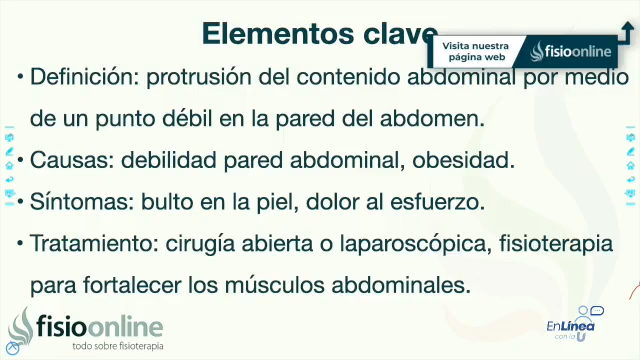 Elementos clave
Visita nuestra
página web
fisioonline
• Definición: protrusión del contenido abdominal por medio
de un punto débil en la pared del abdomen.
• Causas: debilidad pared abdominal, obesidad.
• Síntomas: bulto en la piel, dolor al esfuerzo.
• Tratamiento: cirugía abierta o laparoscópica, fisioterapia
para fortalecer los músculos abdominales.
fisioonline
todo sobre fisioterapia
EnLínea
con la U